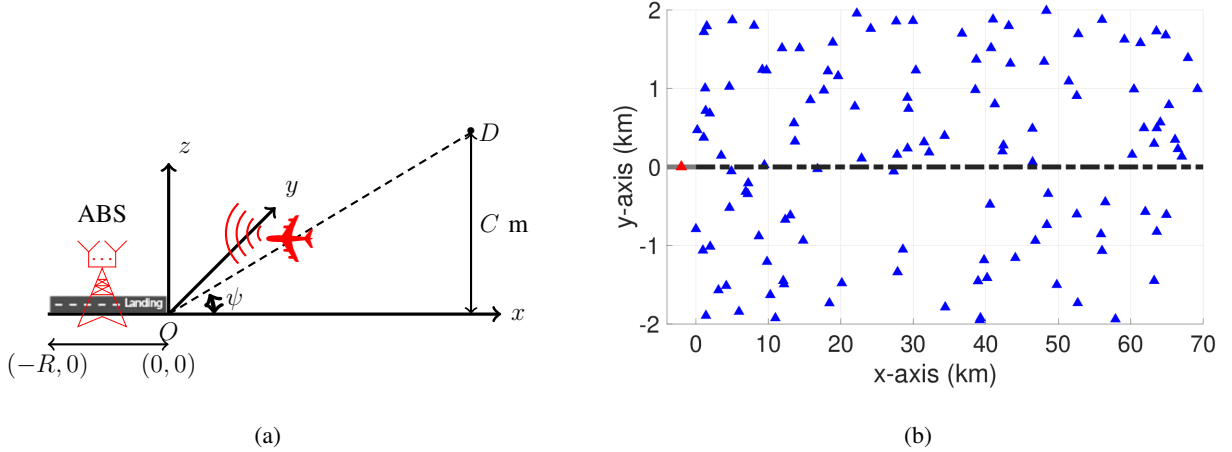 z
D
y
ABS
C m
Landing
ψ
x
O
(−R, 0)
(0, 0)
(a)
2
1
0
-1
-2
y-axis (km)
0 10 20 30 40 50 60 70
x-axis (km)
(b)